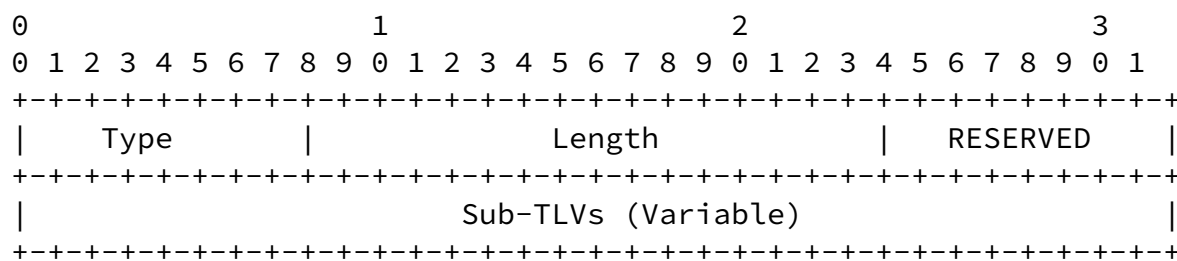 0                   1                   2                   3
0 1 2 3 4 5 6 7 8 9 0 1 2 3 4 5 6 7 8 9 0 1 2 3 4 5 6 7 8 9 0 1
+-+-+-+-+-+-+-+-+-+-+-+-+-+-+-+-+-+-+-+-+-+-+-+-+-+-+-+-+-+-+-+-+
|    Type       |             Length            |   RESERVED    |
+-+-+-+-+-+-+-+-+-+-+-+-+-+-+-+-+-+-+-+-+-+-+-+-+-+-+-+-+-+-+-+-+
|                        Sub-TLVs (Variable)                    |
+-+-+-+-+-+-+-+-+-+-+-+-+-+-+-+-+-+-+-+-+-+-+-+-+-+-+-+-+-+-+-+-+